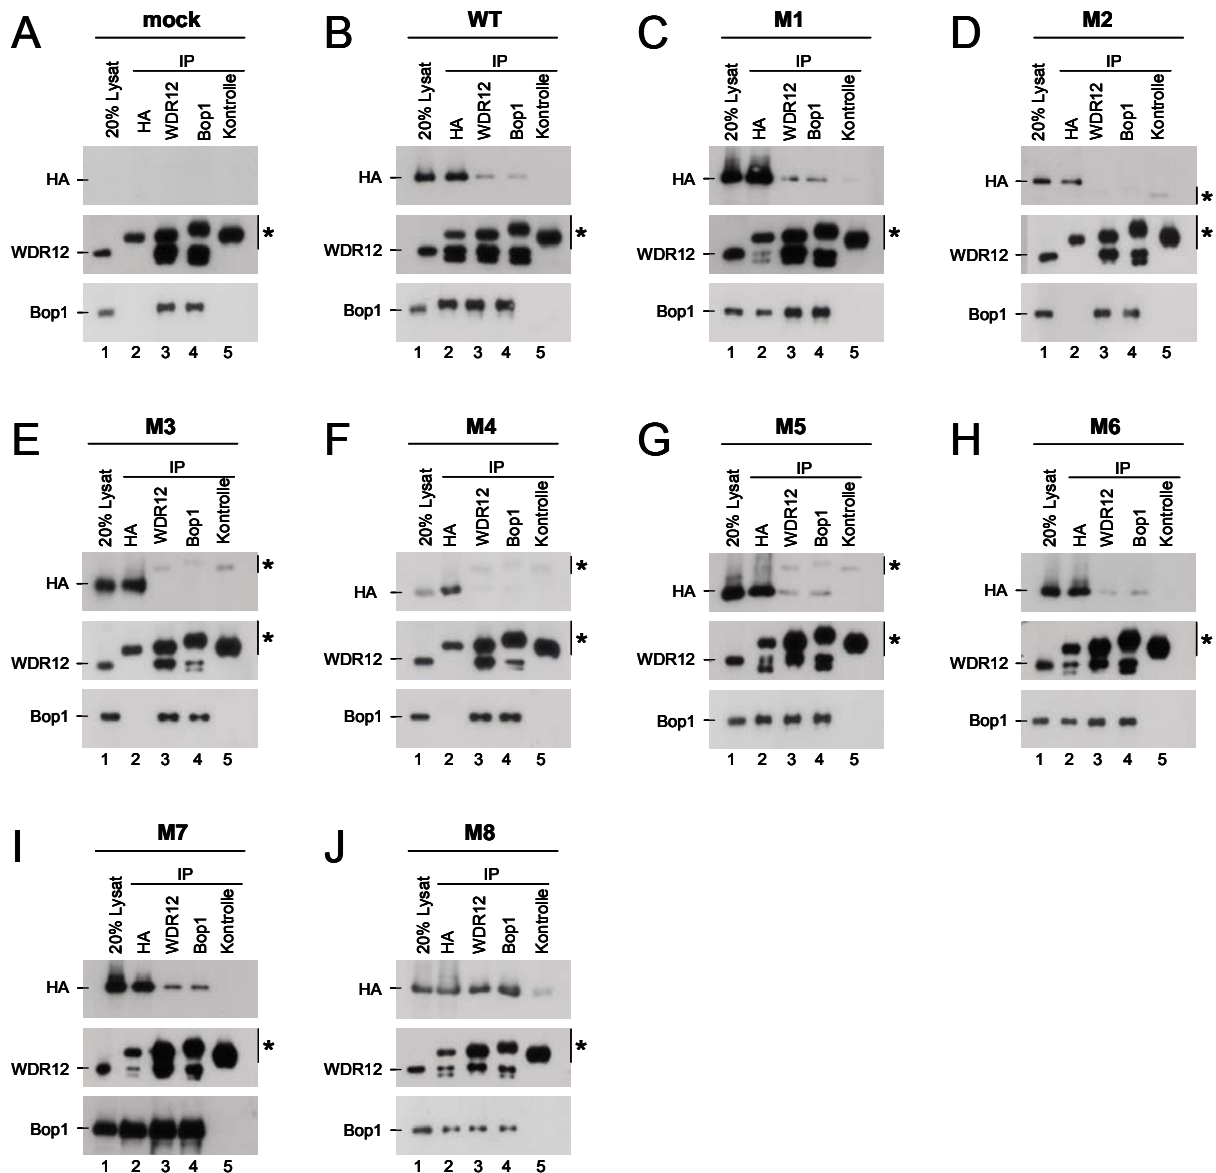 A mock
IP
20% Lysat HA WDR12 Bop1 Kontrolle
HA
WDR12 *
Bop1
1 2 3 4 5
B WT
IP
20% Lysat HA WDR12 Bop1 Kontrolle
HA
WDR12 *
Bop1
1 2 3 4 5
C M1
IP
20% Lysat HA WDR12 Bop1 Kontrolle
HA
WDR12 *
Bop1
1 2 3 4 5
D M2
IP
20% Lysat HA WDR12 Bop1 Kontrolle
HA *
WDR12 *
Bop1
1 2 3 4 5
E M3
IP
20% Lysat HA WDR12 Bop1 Kontrolle
HA *
WDR12 *
Bop1
1 2 3 4 5
F M4
IP
20% Lysat HA WDR12 Bop1 Kontrolle
HA *
WDR12 *
Bop1
1 2 3 4 5
G M5
IP
20% Lysat HA WDR12 Bop1 Kontrolle
HA *
WDR12 *
Bop1
1 2 3 4 5
H M6
IP
20% Lysat HA WDR12 Bop1 Kontrolle
HA
WDR12 *
Bop1
1 2 3 4 5
I M7
IP
20% Lysat HA WDR12 Bop1 Kontrolle
HA
WDR12 *
Bop1
1 2 3 4 5
J M8
IP
20% Lysat HA WDR12 Bop1 Kontrolle
HA
WDR12 *
Bop1
1 2 3 4 5